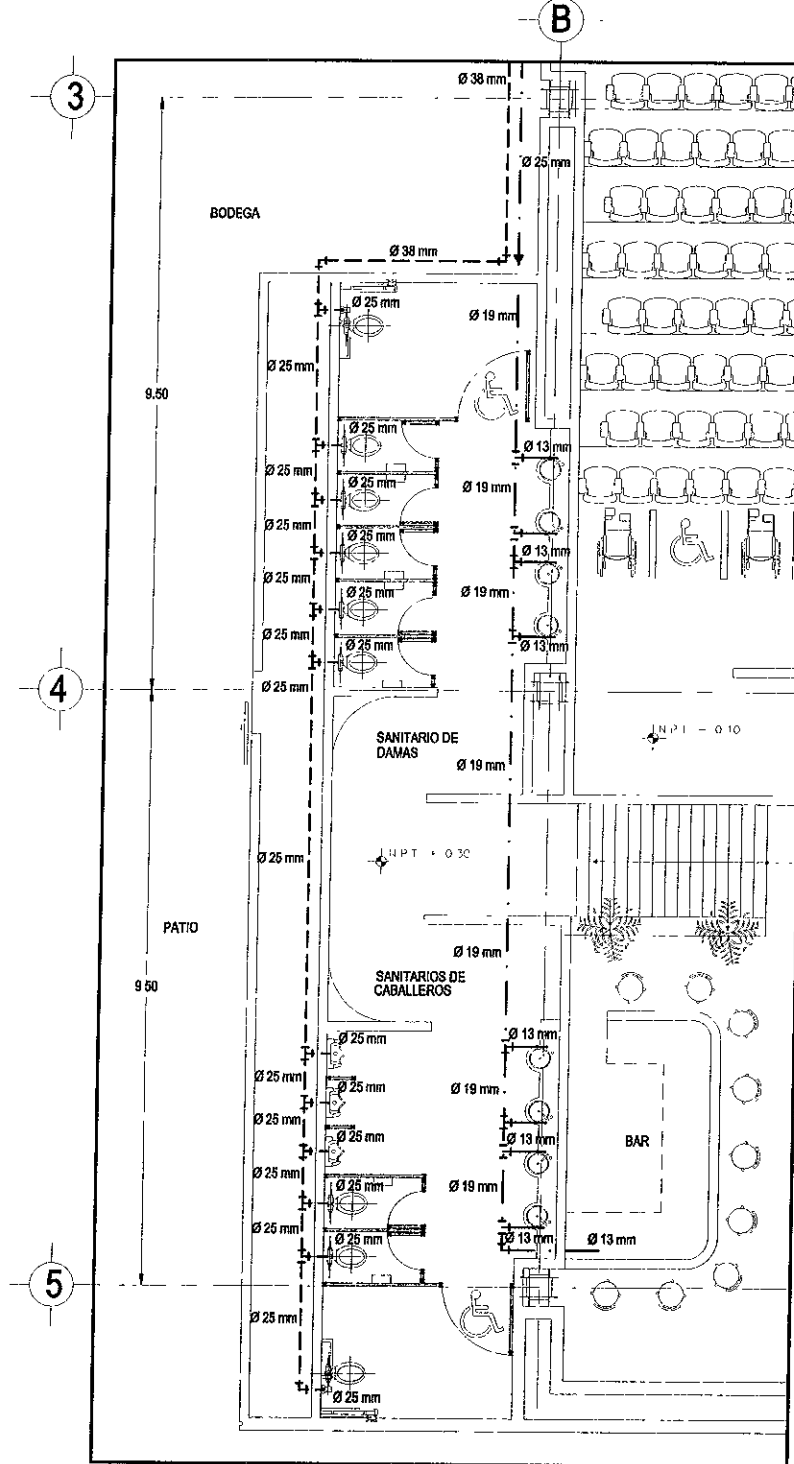 B
Ø 38 mm
3
Ø 25 mm
BODEGA
Ø 38 mm
Ø 25 mm
Ø 19 mm
Ø 25 mm
9.50
Ø 25 mm
Ø 13 mm
Ø 25 mm
Ø 25 mm
Ø 19 mm
Ø 25 mm
Ø 25 mm
Ø 13 mm
Ø 25 mm
Ø 25 mm
Ø 19 mm
Ø 25 mm
Ø 25 mm
Ø 13 mm
4
Ø 25 mm
N P T - 0.10
SANITARIO DE
DAMAS
Ø 19 mm
N P T + 0.30
Ø 25 mm
PATIO
Ø 19 mm
SANITARIOS DE
CABALLEROS
9 50
Ø 13 mm
Ø 25 mm
Ø 25 mm
Ø 25 mm
Ø 19 mm
Ø 25 mm
Ø 25 mm
Ø 13 mm
BAR
Ø 25 mm
Ø 25 mm
Ø 19 mm
Ø 25 mm
Ø 25 mm
Ø 13 mm
Ø 13 mm
5
Ø 25 mm
Ø 25 mm